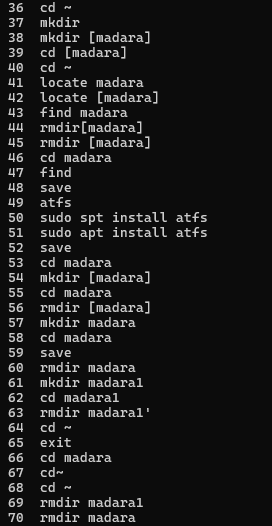 36 cd ~
37 mkdir
38 mkdir [madara]
39 cd [madara]
40 cd ~
41 locate madara
42 locate [madara]
43 find madara
44 rmdir[madara]
45 rmdir [madara]
46 cd madara
47 find
48 save
49 atfs
50 sudo spt install atfs
51 sudo apt install atfs
52 save
53 cd madara
54 mkdir [madara]
55 cd madara
56 rmdir [madara]
57 mkdir madara
58 cd madara
59 save
60 rmdir madara
61 mkdir madara1
62 cd madara1
63 rmdir madara1'
64 cd ~
65 exit
66 cd madara
67 cd~
68 cd ~
69 rmdir madara1
70 rmdir madara